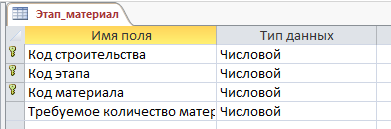 Этап_материал
Имя поля Тип данных
Код строительства Числовой
Код этапа Числовой
Код материала Числовой
Требуемое количество матер Числовой